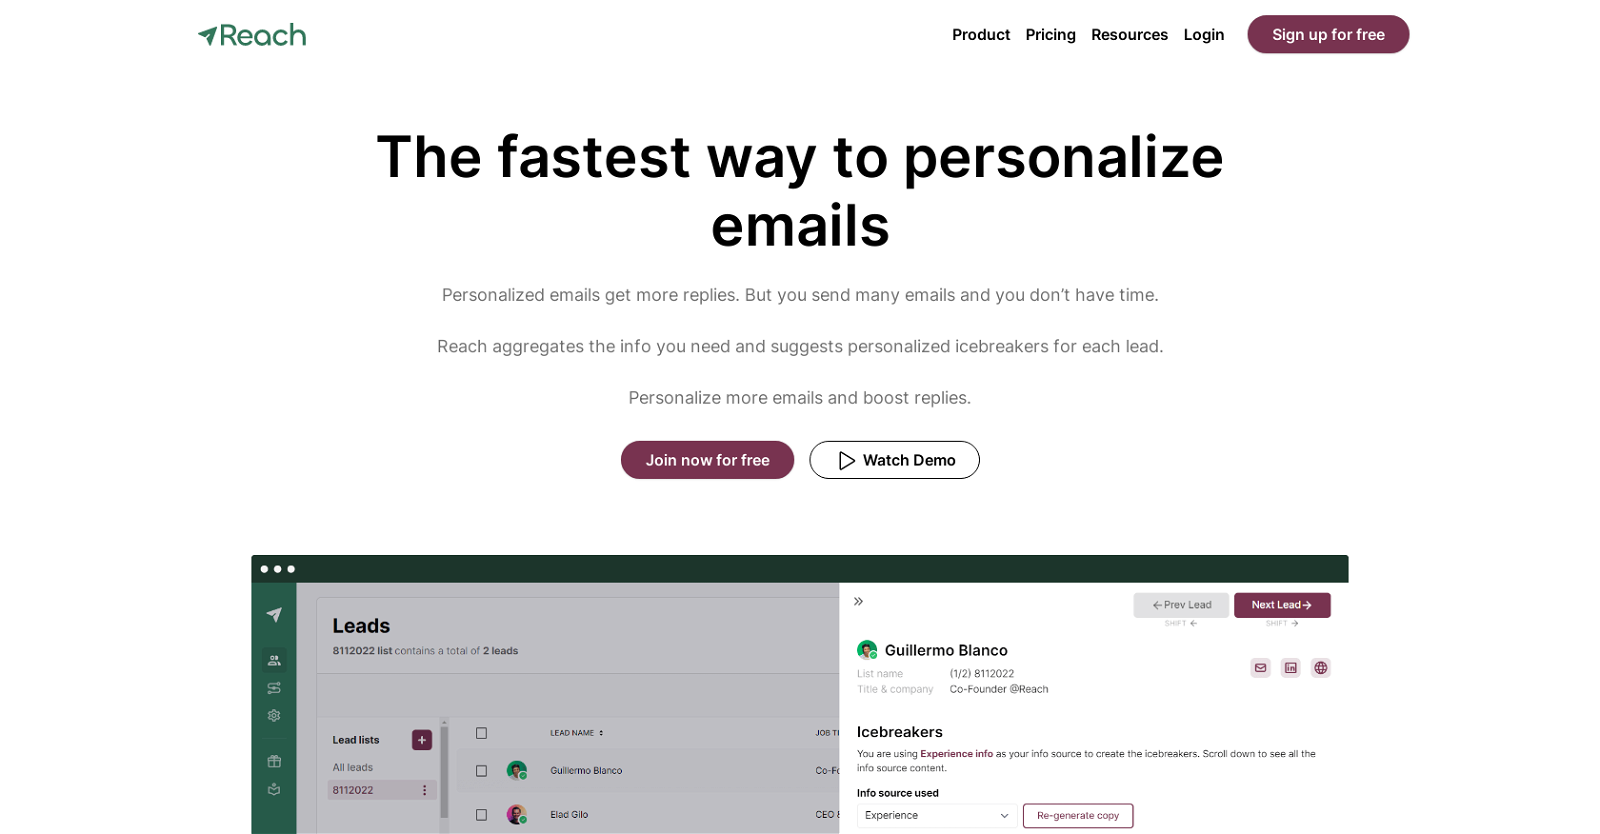 Reach
Product Pricing Resources Login Sign up for free
The fastest way to personalize
emails
Personalized emails get more replies. But you send many emails and you don’t have time.
Reach aggregates the info you need and suggests personalized icebreakers for each lead.
Personalize more emails and boost replies.
Join now for free Watch Demo
Prev Lead Next Lead
SHIFT SHIFT
Leads
8112022 list contains a total of 2 leads
Lead lists
All leads
8112022
LEAD NAME JOB TI
Guillermo Blanco Co-Fo
Elad Gilo CEO &
Guillermo Blanco
List name (1/2) 8112022
Title & company Co-Founder @Reach
Icebreakers
You are using Experience info as your info source to create the icebreakers. Scroll down to see all the
info source content.
Info source used
Experience Re-generate copy